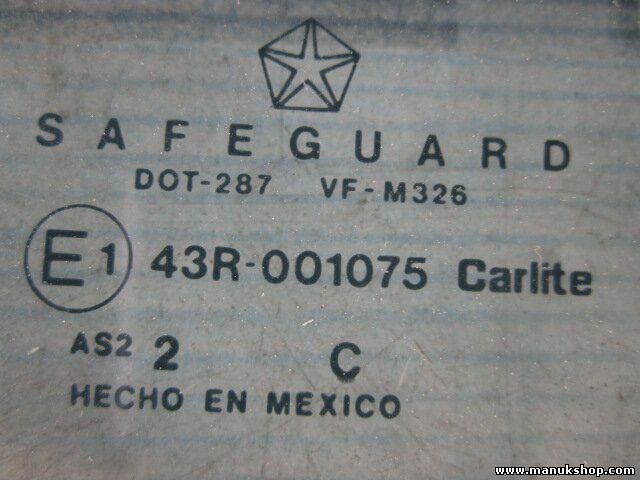 SAFEGUARD
DOT-287 VF-M326
E1 43R-001075 Carlite
AS2 2 C
HECHO EN MEXICO
www.manukshop.com